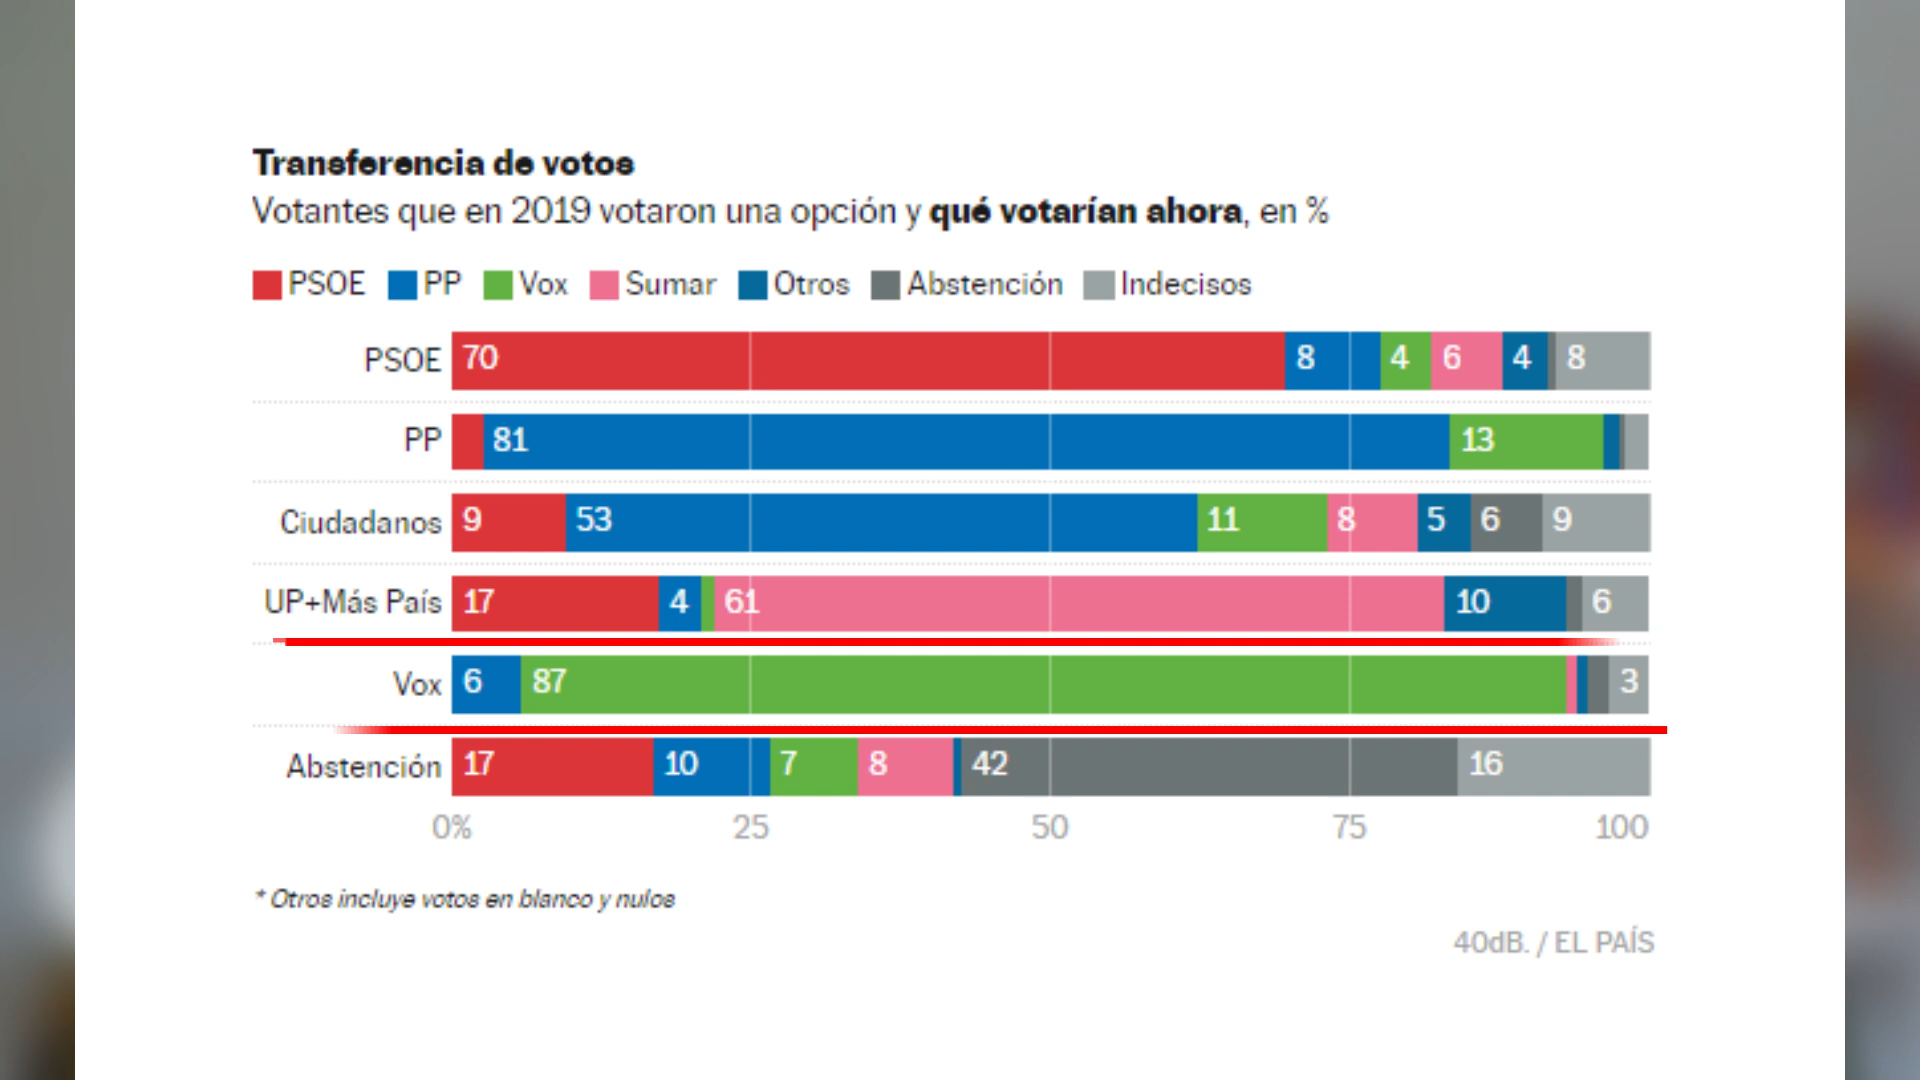 Transferencia de votos
Votantes que en 2019 votaron una opción y qué votarían ahora, en %
PSOE PP Vox Sumar Otros Abstención Indecisos
PSOE 70 8 4 6 4 8
PP 81 13
Ciudadanos 9 53 11 8 5 6 9
UP+Más País 17 4 61 10 6
Vox 6 87 3
Abstención 17 10 7 8 42 16
0% 25 50 75 100
* Otros incluye votos en blanco y nulos
40dB. / EL PAÍS